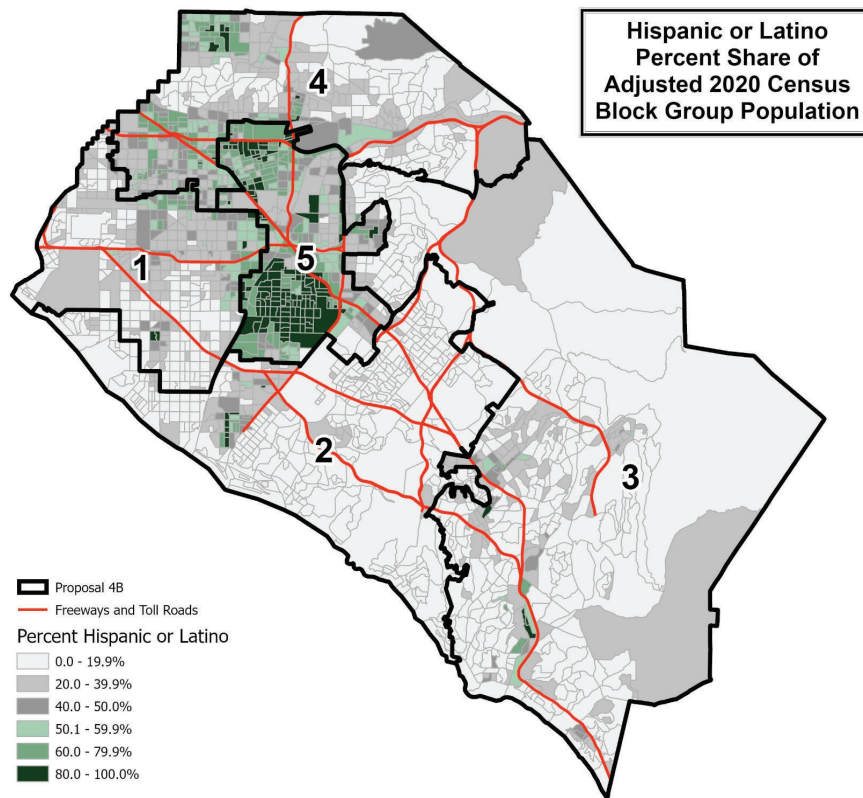 Hispanic or Latino
Percent Share of
Adjusted 2020 Census
Block Group Population
4
1
5
2
3
Proposal 4B
Freeways and Toll Roads
Percent Hispanic or Latino
0.0 - 19.9%
20.0 - 39.9%
40.0 - 50.0%
50.1 - 59.9%
60.0 - 79.9%
80.0 - 100.0%